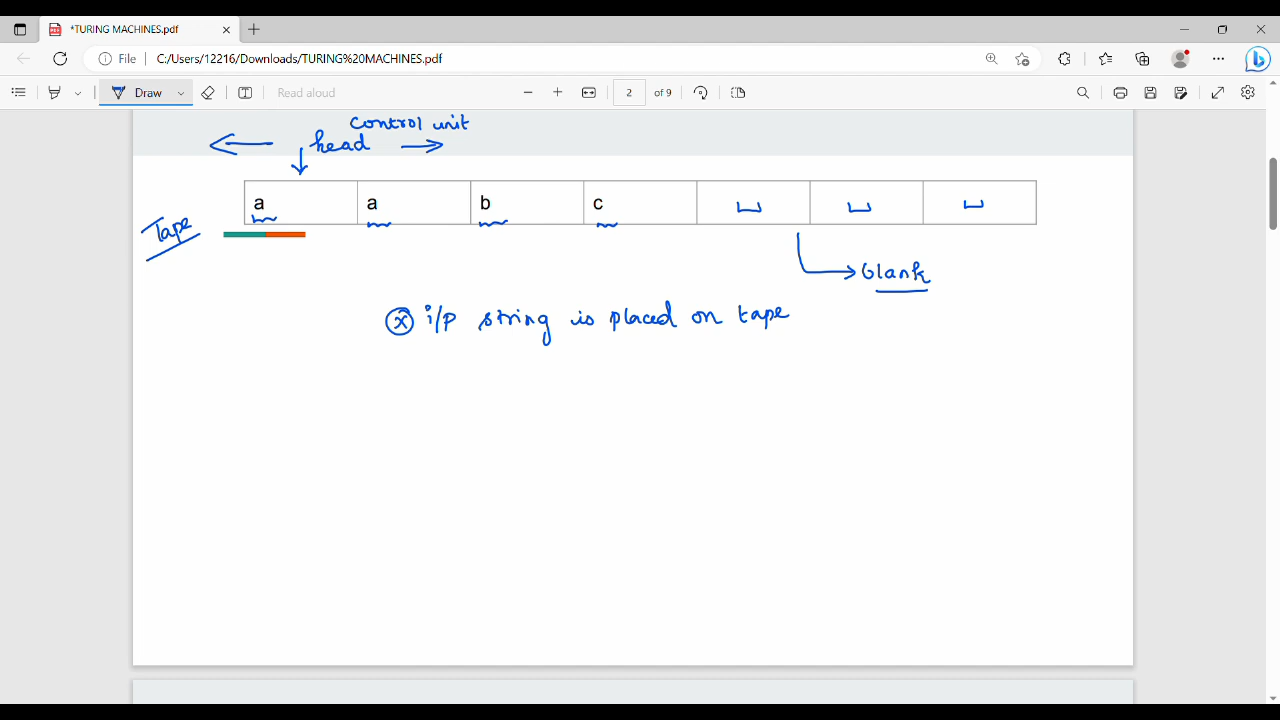 *TURING MACHINES.pdf
File C:/Users/12216/Downloads/TURING%20MACHINES.pdf
Draw Read aloud 2 of 9
control unit
head
a a b c
Tape
blank
i/p string is placed on tape